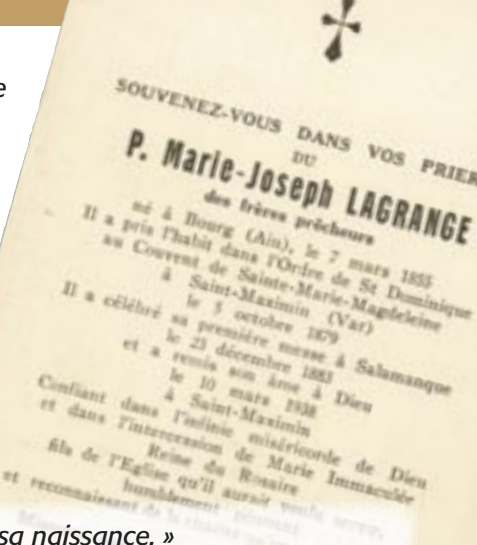 e
SOUVENEZ-VOUS DANS VOS PRIER
DU
P. Marie-Joseph LAGRANGE
des frères prêcheurs
né à Bourg (Ain), le 7 mars 1855
Il a pris l'habit dans l'Ordre de St Dominique
au Couvent de Sainte-Marie-Magdeleine
à Saint-Maximin (Var)
le 5 octobre 1879
Il a célébré sa première messe à Salamanque
le 23 décembre 1883
et a remis son âme à Dieu
le 10 mars 1938
à Saint-Maximin
Confiant dans l'infinie miséricorde de Dieu
et dans l'intercession de Marie Immaculée
Reine du Rosaire
fils de l'Eglise qu'il aurait voulu servir,
humblement
et reconnaissant de la
sa naissance. »